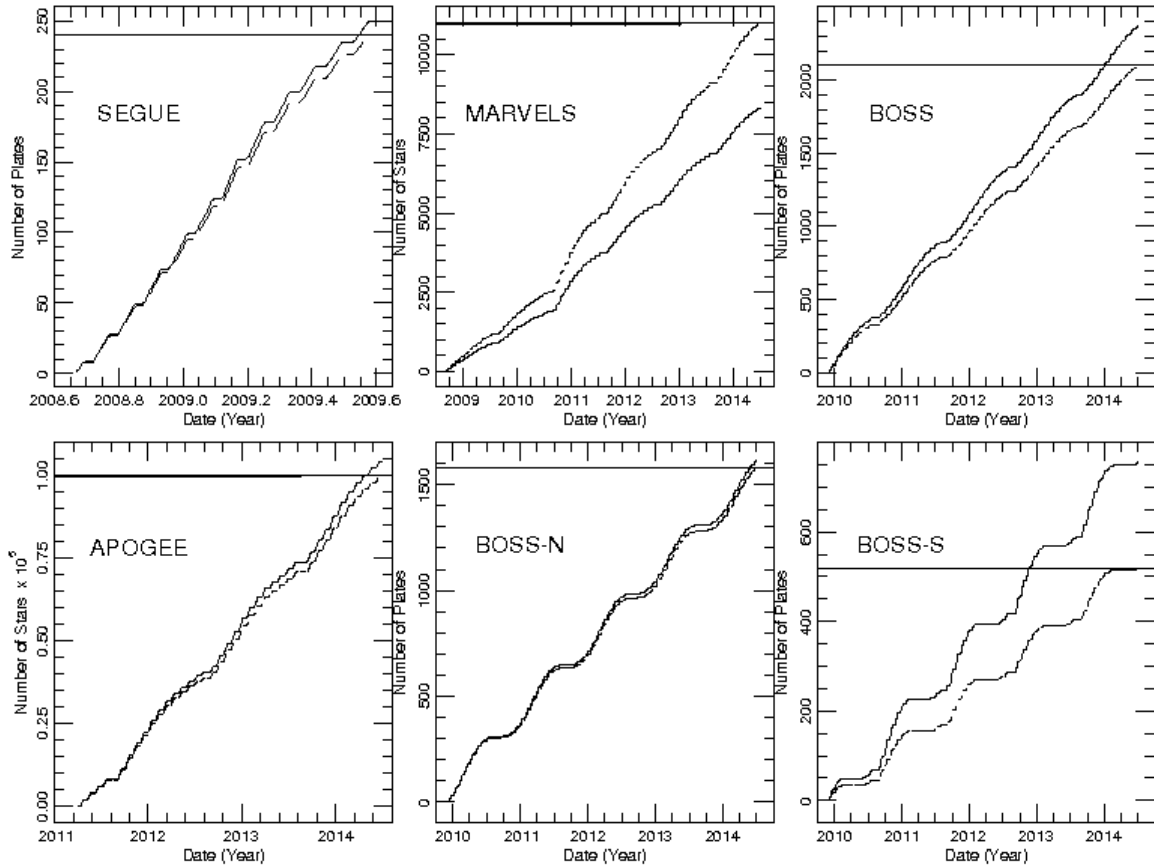 SEGUE
Number of Plates
0 50 100 150 200 250
2008.6 2008.8 2009.0 2009.2 2009.4 2009.6
Date (Year)
MARVELS
Number of Stars
0 2500 5000 7500 10000
2009 2010 2011 2012 2013 2014
Date (Year)
BOSS
Number of Plates
0 500 1000 1500 2000
2010 2011 2012 2013 2014
Date (Year)
APOGEE
Number of Stars x 10⁵
0.00 0.25 0.50 0.75 1.00
2011 2012 2013 2014
Date (Year)
BOSS-N
Number of Plates
0 500 1000 1500
2010 2011 2012 2013 2014
Date (Year)
BOSS-S
Number of Plates
0 200 400 600
2010 2011 2012 2013 2014
Date (Year)